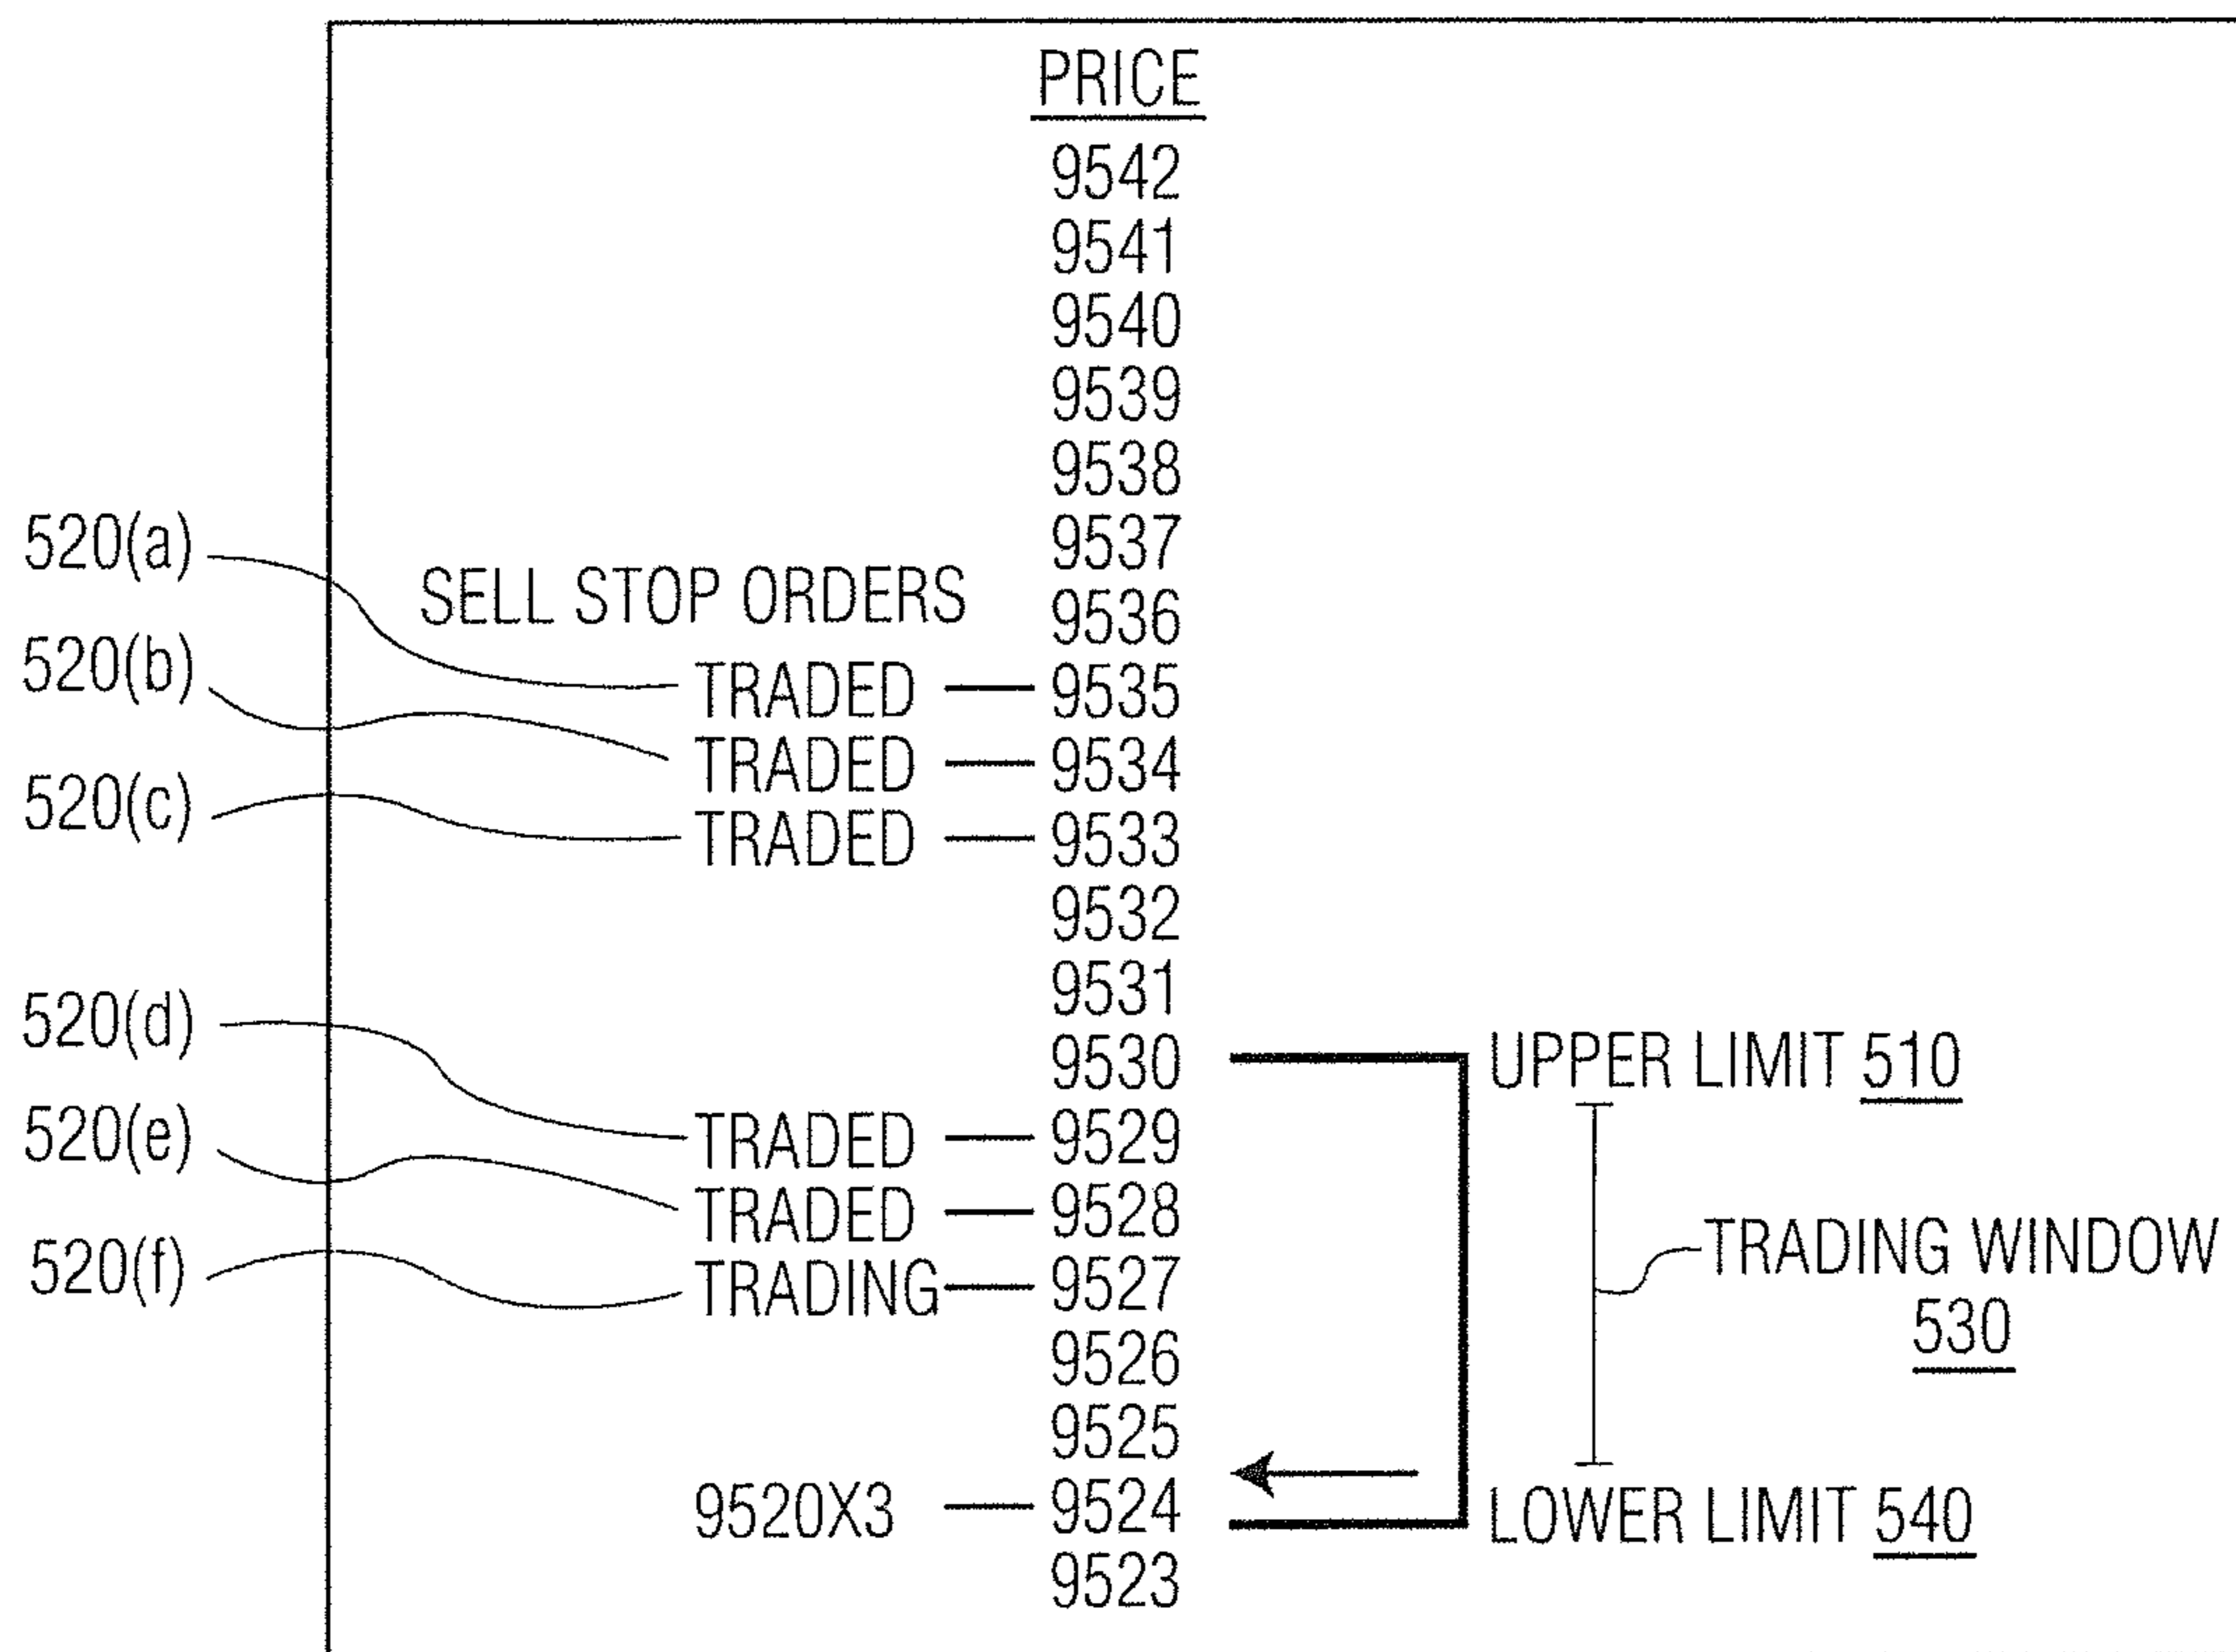 PRICE
9542
9541
9540
9539
9538
9537
520(a)
SELL STOP ORDERS
9536
520(b)
TRADED 9535
TRADED 9534
520(c)
TRADED 9533
9532
9531
520(d)
9530 UPPER LIMIT 510
520(e)
TRADED 9529
TRADED 9528
520(f)
TRADING 9527
TRADING WINDOW
530
9526
9525
9520X3 9524 LOWER LIMIT 540
9523